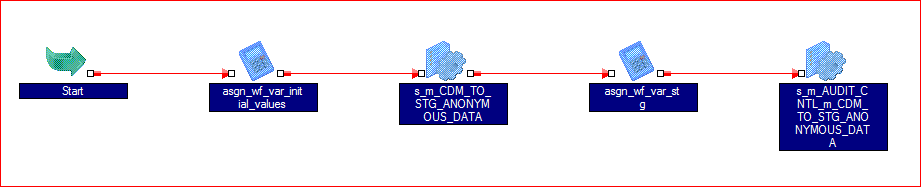 Start
asgn_wf_var_init
ial_values
s_m_CDM_TO_
STG_ANONYM
OUS_DATA
asgn_wf_var_st
g
s_m_AUDIT_C
NTL_m_CDM_
TO_STG_ANO
NYMOUS_DAT
A